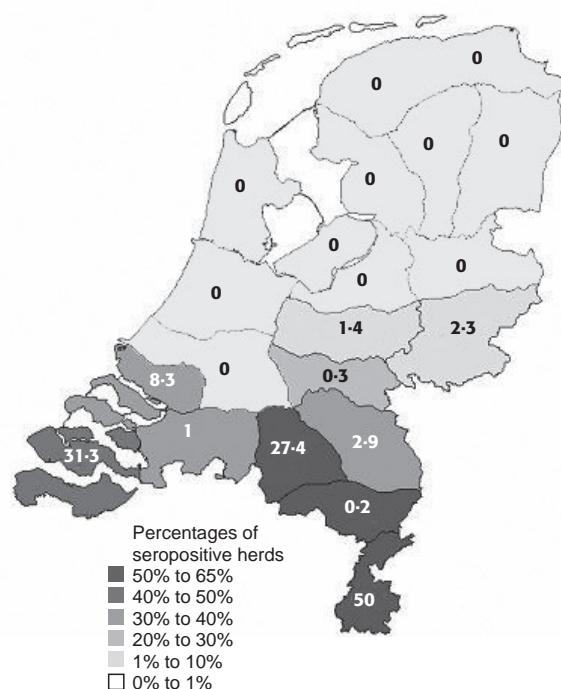 0
0
0
0
0
0
0
0
0
0
1·4
2·3
8·3
0
0·3
1
27·4
2·9
31·3
0·2
50
Percentages of
seropositive herds
50% to 65%
40% to 50%
30% to 40%
20% to 30%
1% to 10%
0% to 1%